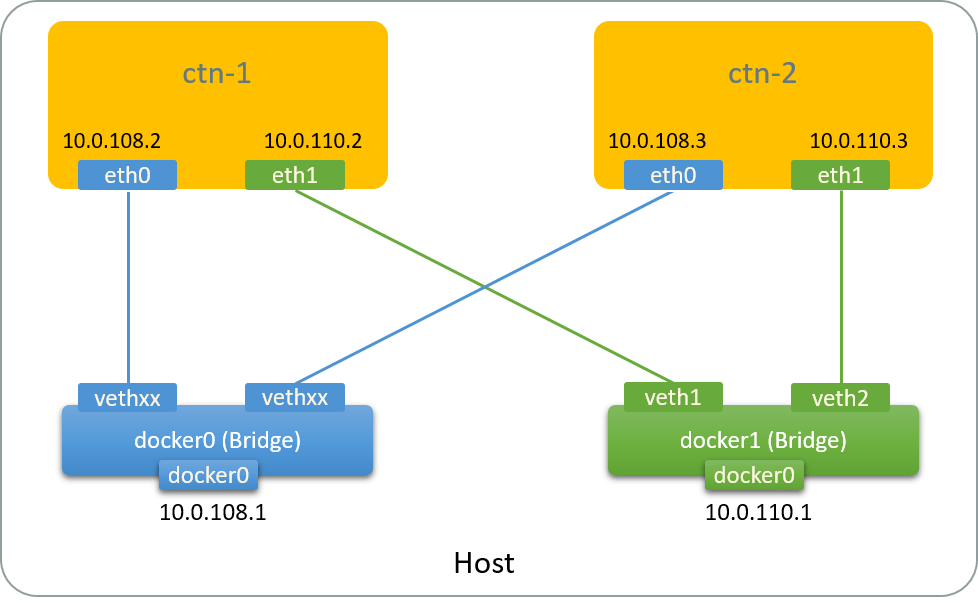 ctn-1
ctn-2
10.0.108.2
10.0.110.2
10.0.108.3
10.0.110.3
eth0
eth1
eth0
eth1
vethxx
vethxx
veth1
veth2
docker0 (Bridge)
docker1 (Bridge)
docker0
docker0
10.0.108.1
10.0.110.1
Host